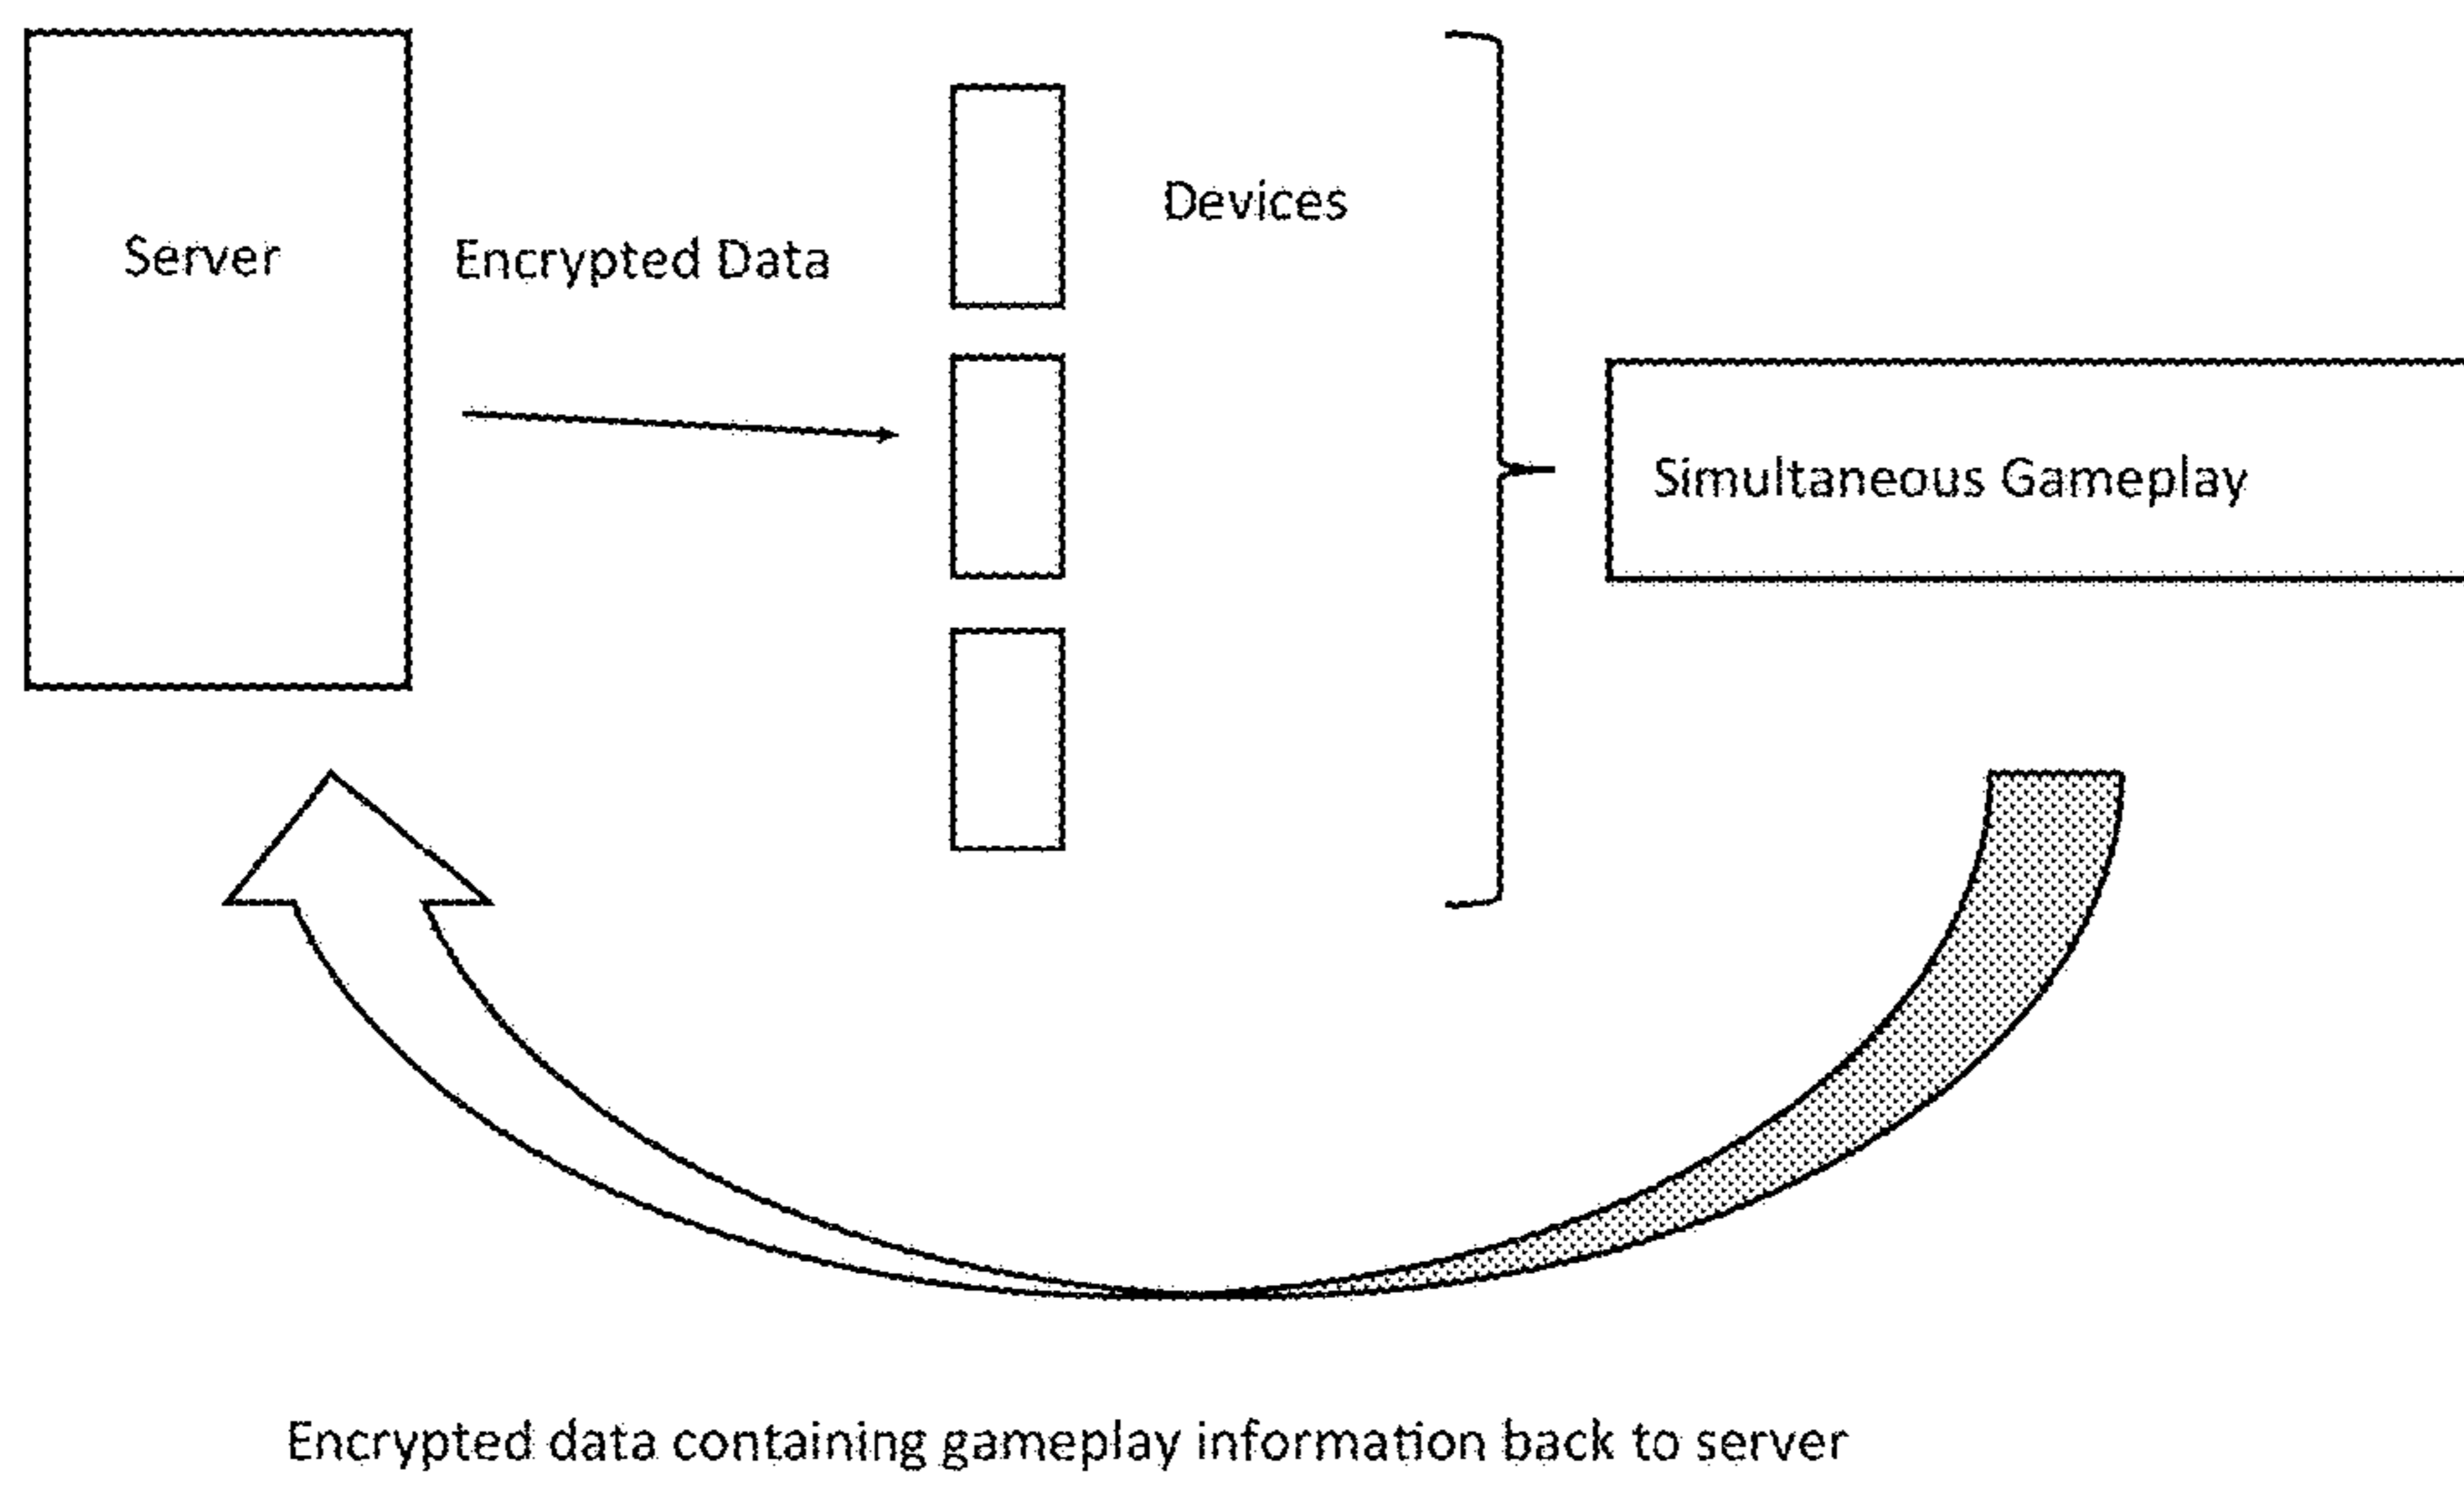 Server
Encrypted Data
Devices
Simultaneous Gameplay
Encrypted data containing gameplay information back to server